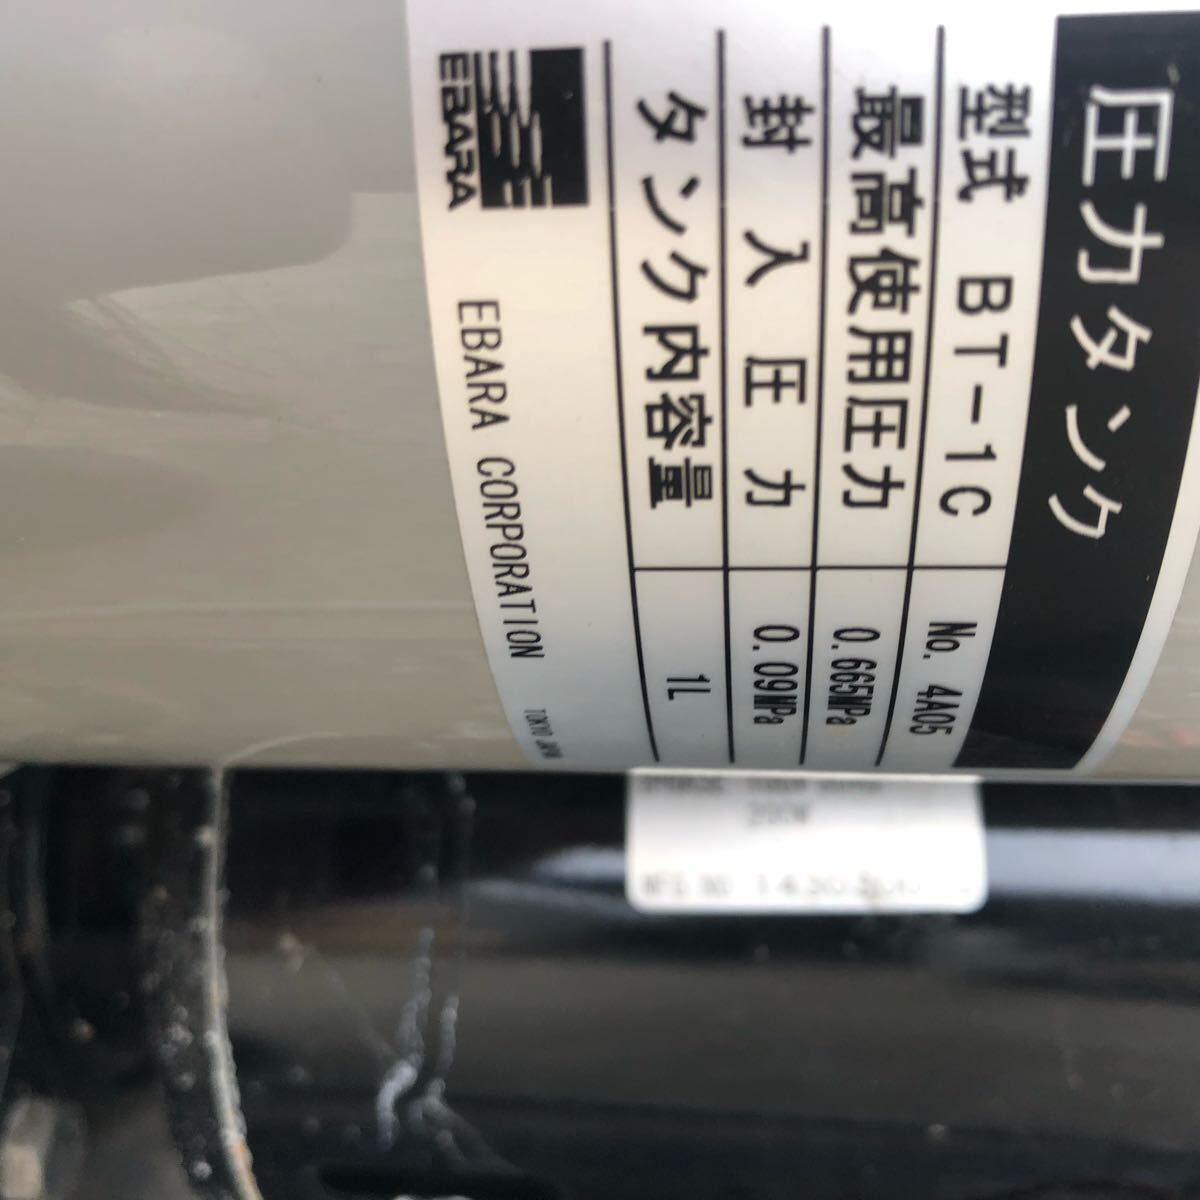 圧力タンク
型式 BT-1C No. 4A05
最高使用圧力 0.665MPa
封入圧力 0.09MPa
タンク内容量 1L
EBARA
EBARA CORPORATION TOKYO JAPAN